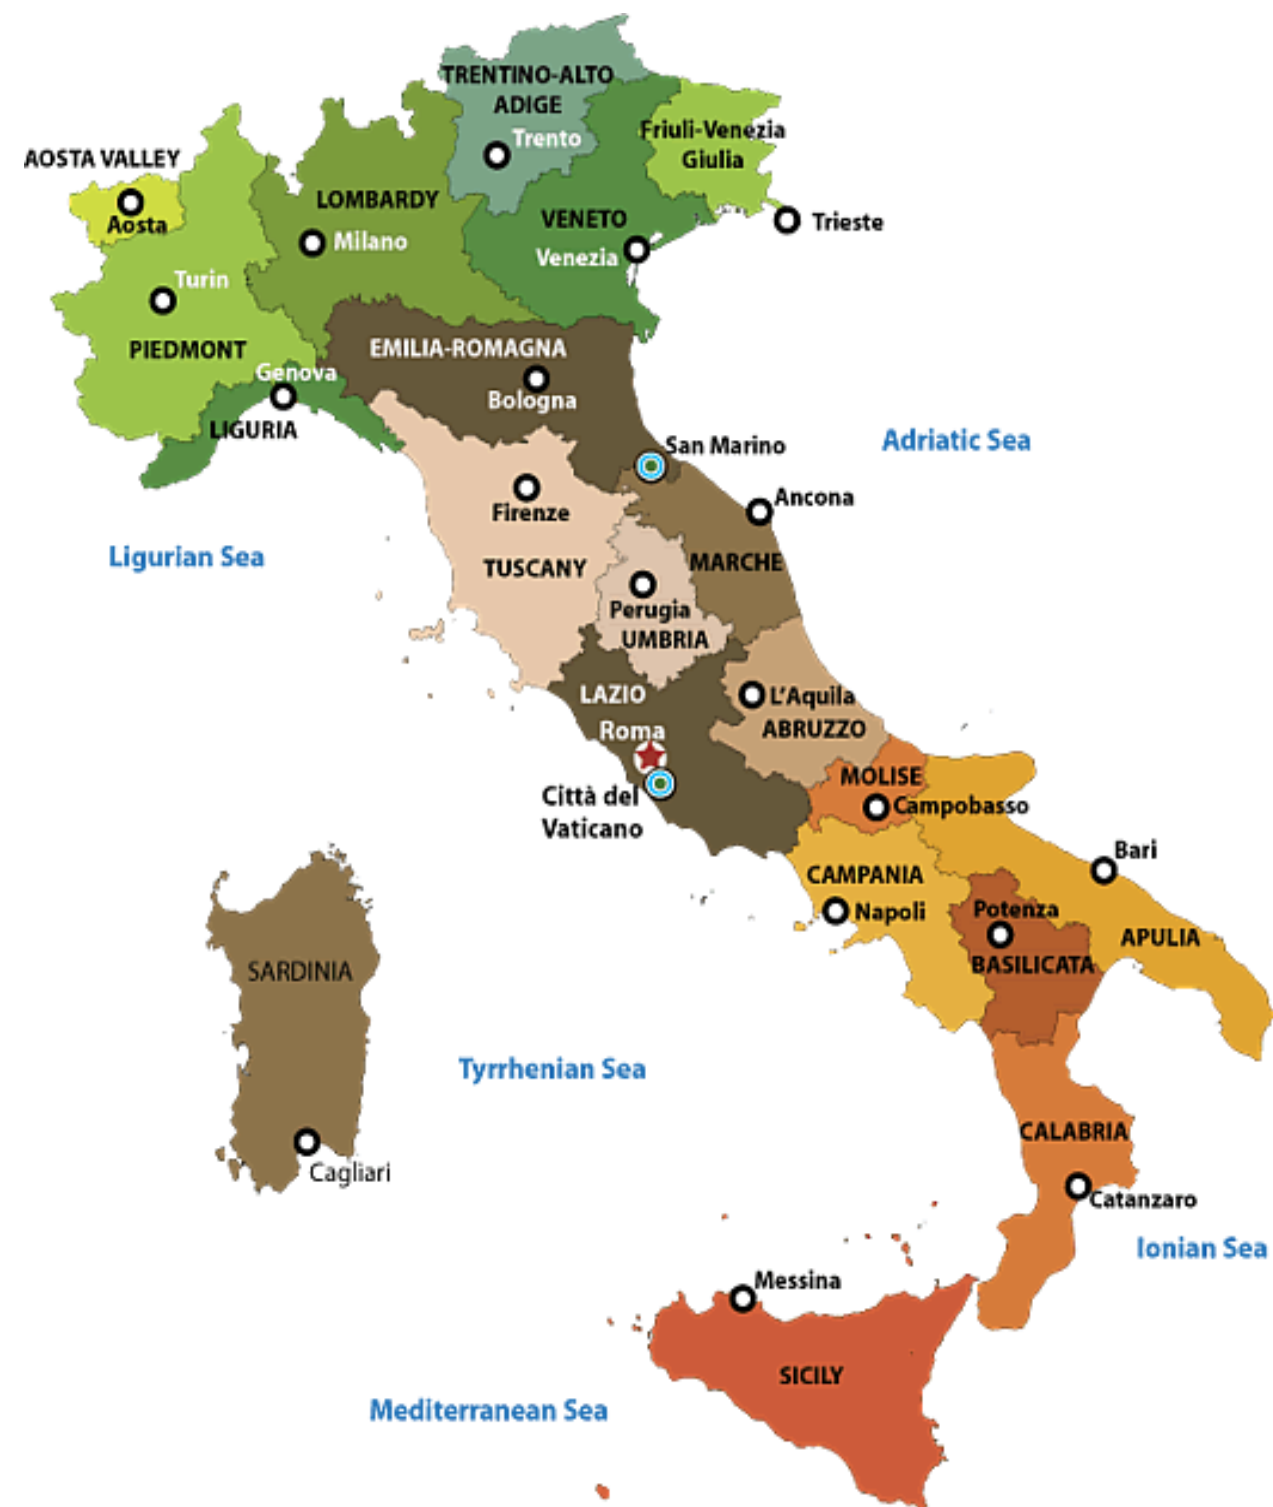 TRENTINO-ALTO
ADIGE
Trento
Friuli-Venezia
Giulia
AOSTA VALLEY
Aosta
LOMBARDY
Milano
VENETO
Venezia
Trieste
Turin
PIEDMONT
EMILIA-ROMAGNA
Bologna
Genova
LIGURIA
San Marino
Adriatic Sea
Ancona
Firenze
Ligurian Sea
TUSCANY
MARCHE
Perugia
UMBRIA
LAZIO
L'Aquila
ABRUZZO
Roma
Città del
Vaticano
MOLISE
Campobasso
Bari
CAMPANIA
Napoli
Potenza
APULIA
BASILICATA
SARDINIA
Tyrrhenian Sea
CALABRIA
Cagliari
Catanzaro
Ionian Sea
Messina
SICILY
Mediterranean Sea